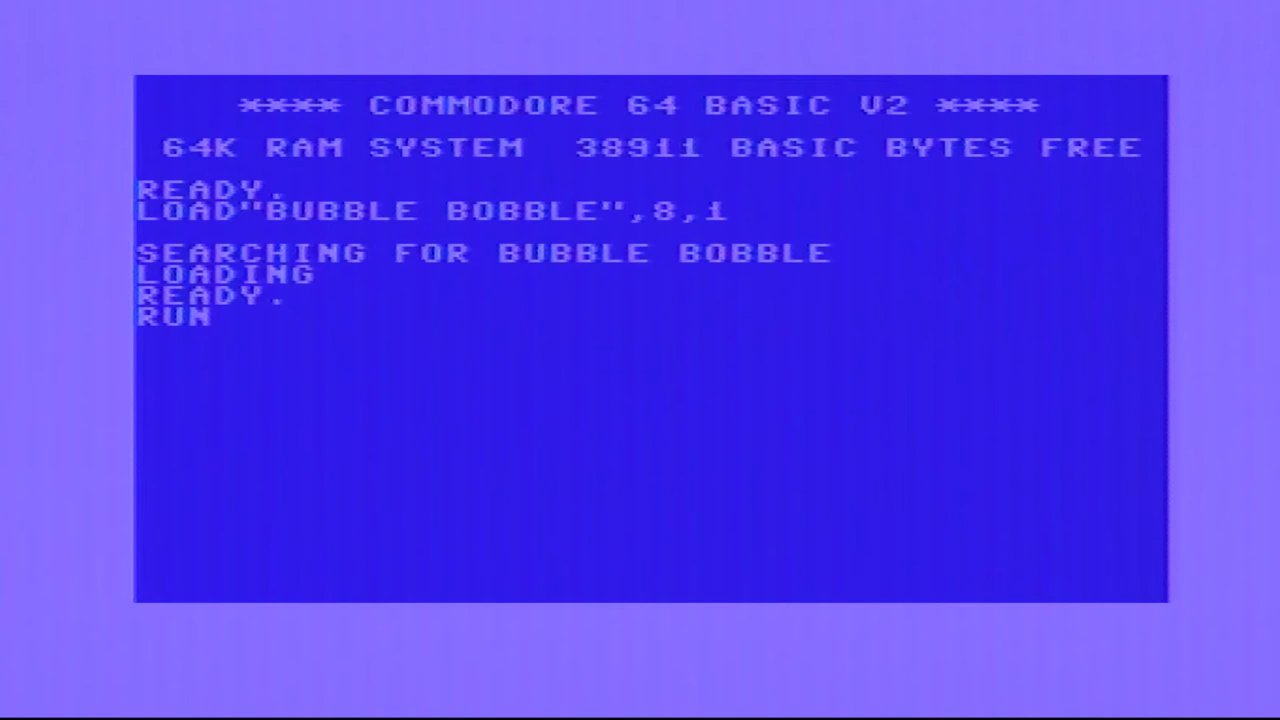 **** COMMODORE 64 BASIC V2 ****
64K RAM SYSTEM  38911 BASIC BYTES FREE
READY.
LOAD"BUBBLE BOBBLE",8,1
SEARCHING FOR BUBBLE BOBBLE
LOADING
READY.
RUN